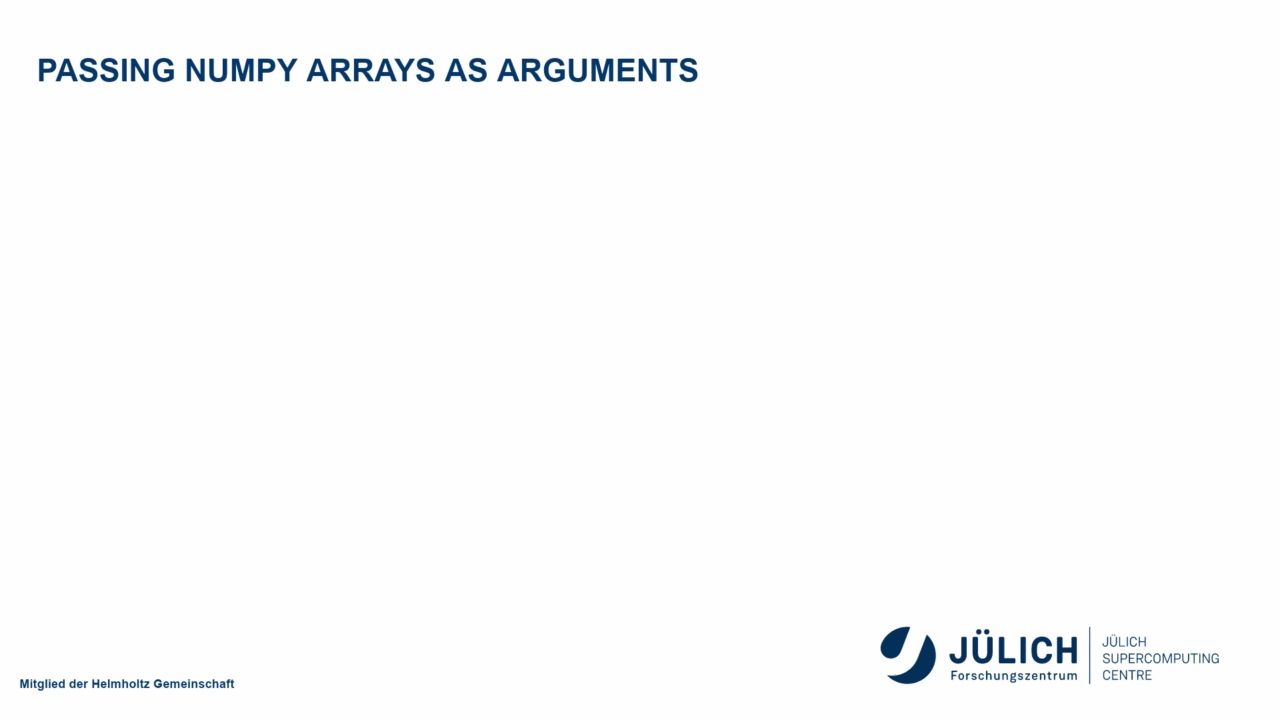 PASSING NUMPY ARRAYS AS ARGUMENTS
JÜLICH
Forschungszentrum
JÜLICH
SUPERCOMPUTING
CENTRE
Mitglied der Helmholtz Gemeinschaft